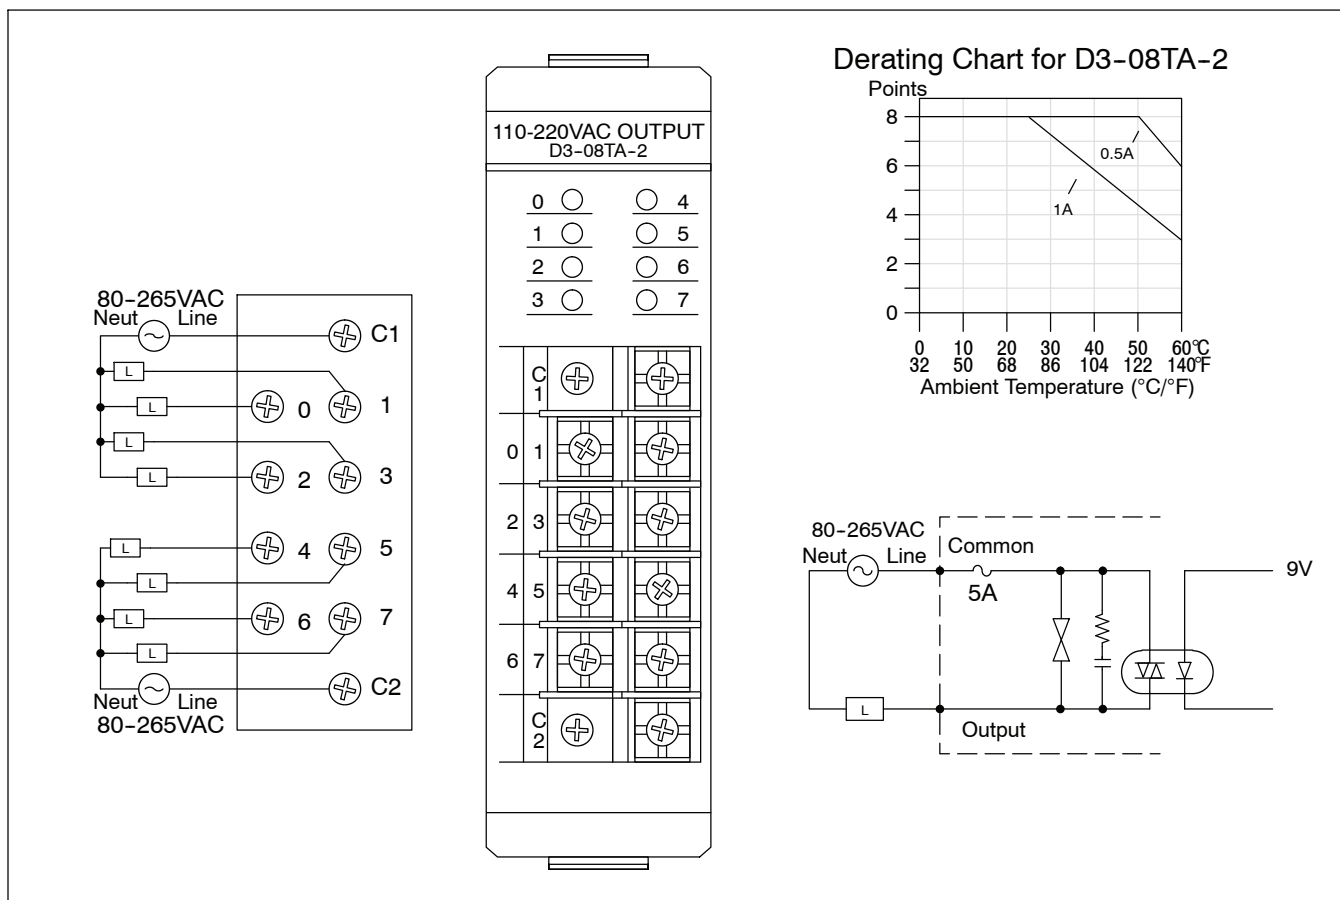 Derating Chart for D3-08TA-2
Points
8
6
4
2
0
0.5A
1A
0 10 20 30 40 50 60°C
32 50 68 86 104 122 140°F
Ambient Temperature (°C/°F)
110-220VAC OUTPUT
D3-08TA-2
0 4
1 5
2 6
3 7
C
1
0 1
2 3
4 5
6 7
C
2
80-265VAC
Neut Line
C1
L
L
0 1
L
L
2 3
L
4 5
L
L
6 7
L
C2
Neut Line
80-265VAC
80-265VAC
Neut Line
Common
5A
9V
L
Output